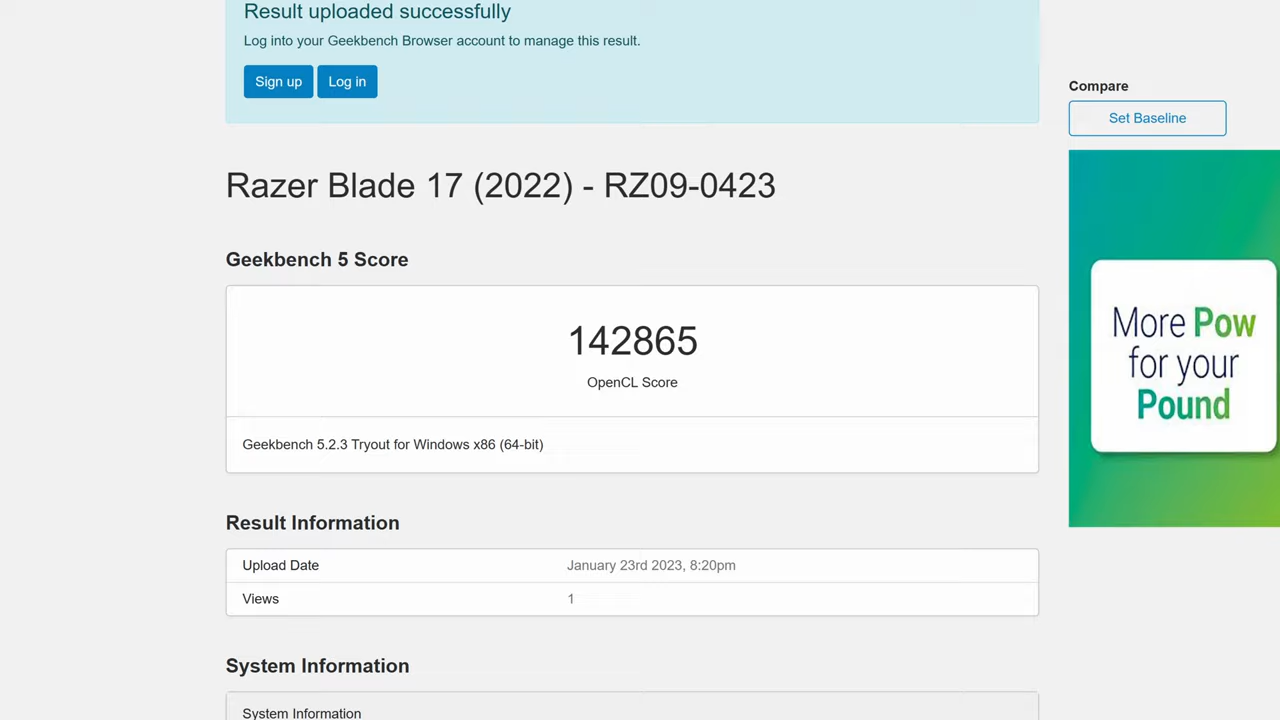 Result uploaded successfully
Log into your Geekbench Browser account to manage this result.
Sign up
Log in
Compare
Set Baseline
Razer Blade 17 (2022) - RZ09-0423
Geekbench 5 Score
142865
OpenCL Score
Geekbench 5.2.3 Tryout for Windows x86 (64-bit)
More Pow
for your
Pound
Result Information
Upload Date January 23rd 2023, 8:20pm
Views 1
System Information
System Information